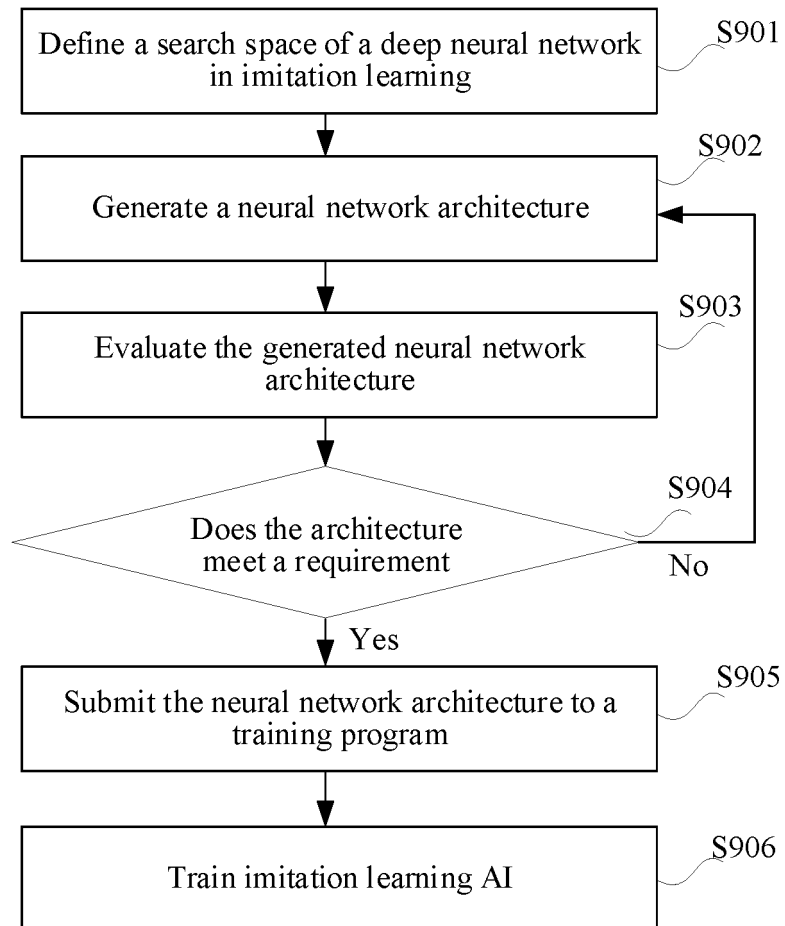 Define a search space of a deep neural network
in imitation learning
S901
Generate a neural network architecture
S902
Evaluate the generated neural network
architecture
S903
Does the architecture
meet a requirement
S904
No
Yes
Submit the neural network architecture to a
training program
S905
Train imitation learning AI
S906